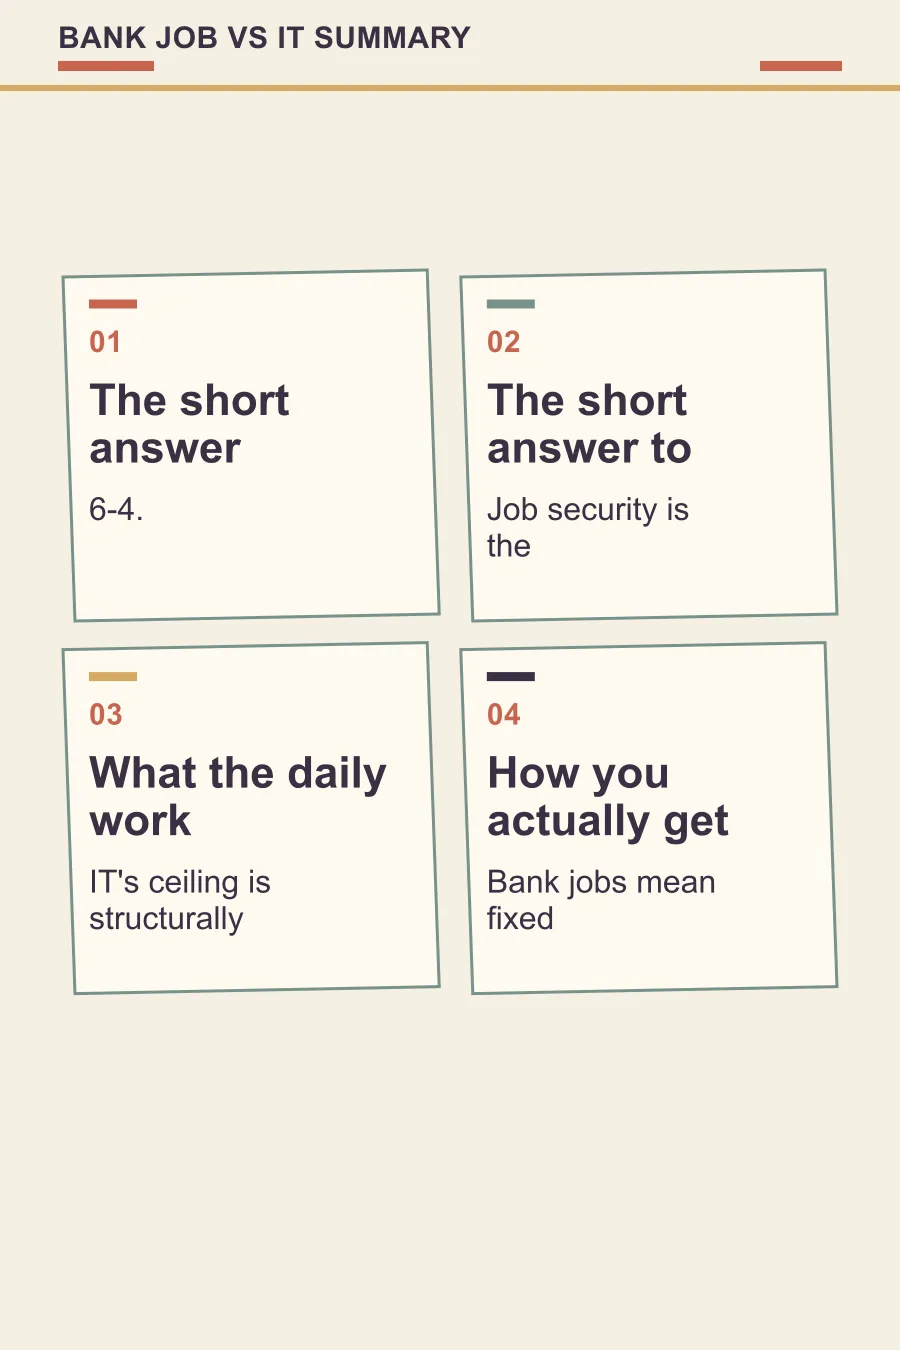 BANK JOB VS IT SUMMARY
01
The short
answer
6-4.
02
The short
answer to
Job security is
the
03
What the daily
work
IT's ceiling is
structurally
04
How you
actually get
Bank jobs mean
fixed